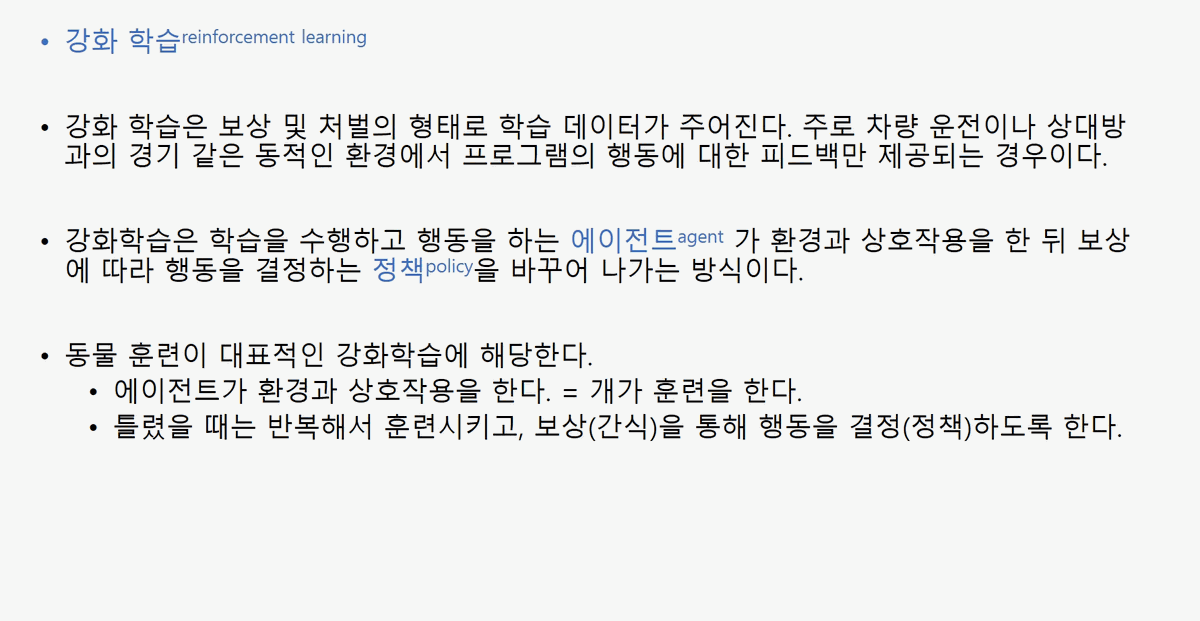 • 강화 학습reinforcement learning
• 강화 학습은 보상 및 처벌의 형태로 학습 데이터가 주어진다. 주로 차량 운전이나 상대방
과의 경기 같은 동적인 환경에서 프로그램의 행동에 대한 피드백만 제공되는 경우이다.
• 강화학습은 학습을 수행하고 행동을 하는 에이전트agent 가 환경과 상호작용을 한 뒤 보상
에 따라 행동을 결정하는 정책policy을 바꾸어 나가는 방식이다.
• 동물 훈련이 대표적인 강화학습에 해당한다.
• 에이전트가 환경과 상호작용을 한다. = 개가 훈련을 한다.
• 틀렸을 때는 반복해서 훈련시키고, 보상(간식)을 통해 행동을 결정(정책)하도록 한다.